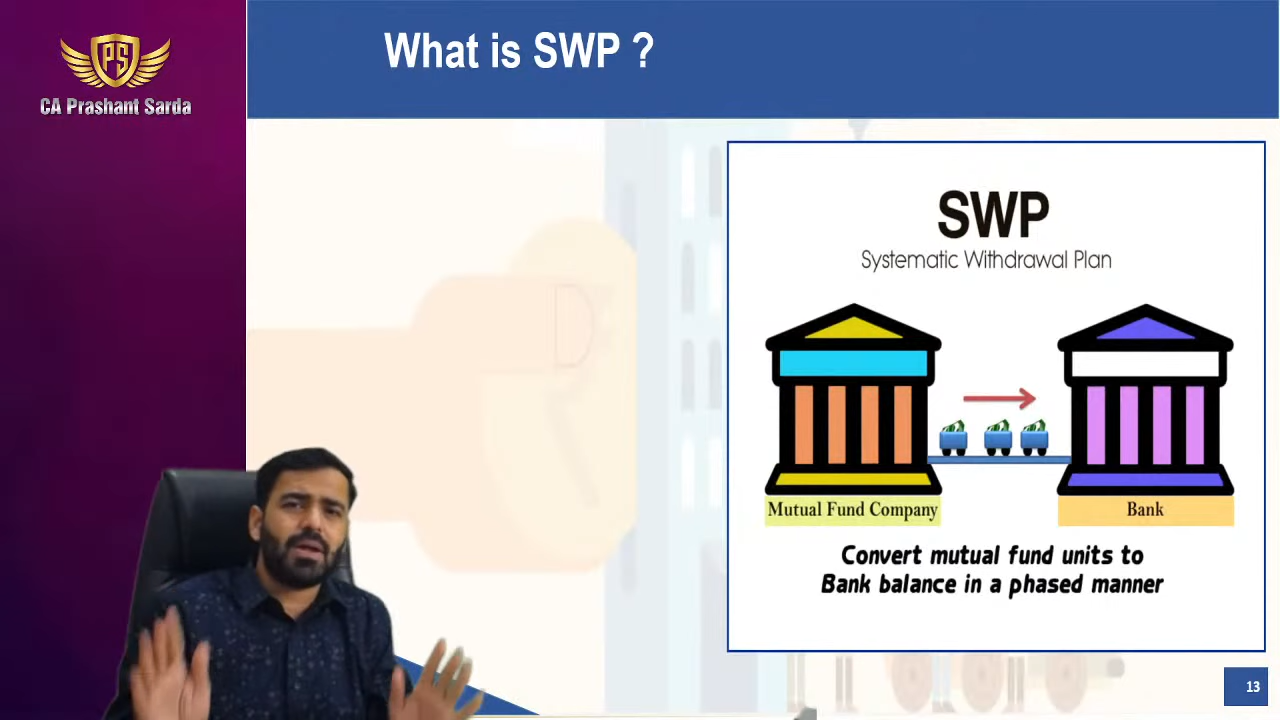 PS
CA Prashant Sarda
What is SWP ?
SWP
Systematic Withdrawal Plan
Mutual Fund Company
Bank
Convert mutual fund units to
Bank balance in a phased manner
13